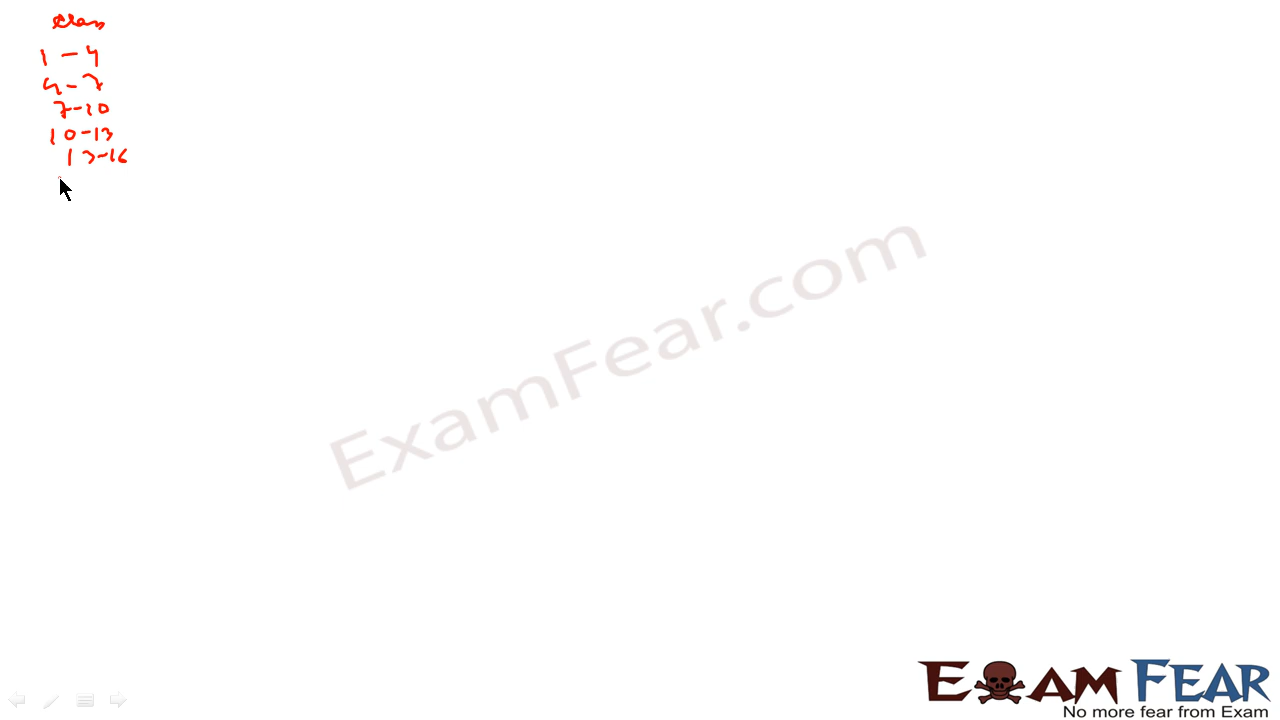 Class
1 - 4
4 - 7
7-10
10-13
13-16
ExamFear.com
EXAM FEAR
No more fear from Exam